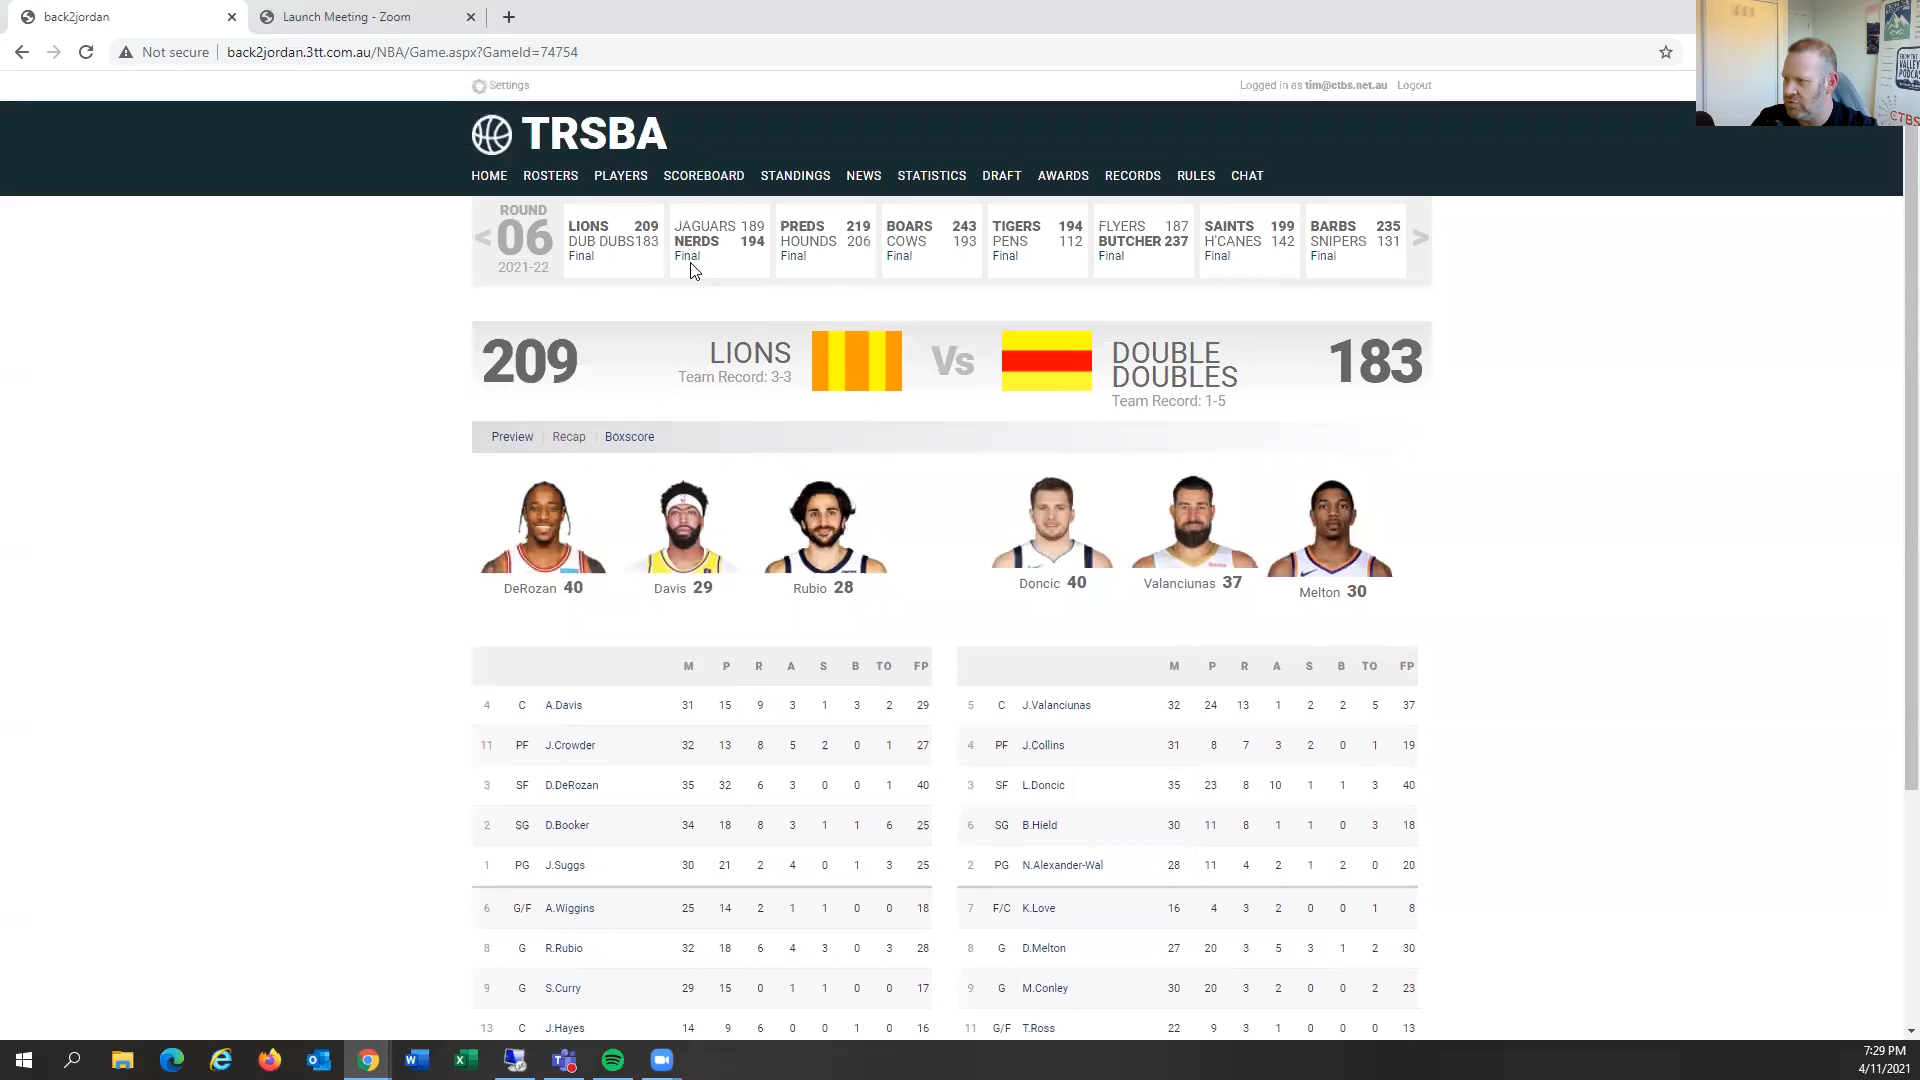 back2jordan
Launch Meeting - Zoom
Not secure
back2jordan.3tt.com.au/NBA/Game.aspx?GameId=74754
Settings
Logged in as tim@ctbs.net.au Logout
TRSBA
HOME ROSTERS PLAYERS SCOREBOARD STANDINGS NEWS STATISTICS DRAFT AWARDS RECORDS RULES CHAT
< ROUND 06 2021-22
LIONS 209
DUB DUBS183
Final
JAGUARS 189
NERDS 194
Final
PREDS 219
HOUNDS 206
Final
BOARS 243
COWS 193
Final
TIGERS 194
PENS 112
Final
FLYERS 187
BUTCHER 237
Final
SAINTS 199
H'CANES 142
Final
BARBS 235
SNIPERS 131
Final
>
209 LIONS Vs DOUBLE DOUBLES 183
Team Record: 3-3
Team Record: 1-5
Preview Recap Boxscore
DeRozan 40 Davis 29 Rubio 28 Doncic 40 Valanciunas 37 Melton 30
M P R A S B TO FP
4 C A.Davis 31 15 9 3 1 3 2 29
11 PF J.Crowder 32 13 8 5 2 0 1 27
3 SF D.DeRozan 35 32 6 3 0 0 1 40
2 SG D.Booker 34 18 8 3 1 1 6 25
1 PG J.Suggs 30 21 2 4 0 1 3 25
6 G/F A.Wiggins 25 14 2 1 1 0 0 18
8 G R.Rubio 32 18 6 4 3 0 3 28
9 G S.Curry 29 15 0 1 1 0 0 17
13 C J.Hayes 14 9 6 0 0 1 0 16
M P R A S B TO FP
5 C J.Valanciunas 32 24 13 1 2 2 5 37
4 PF J.Collins 31 8 7 3 2 0 1 19
3 SF L.Doncic 35 23 8 10 1 1 3 40
6 SG B.Hield 30 11 8 1 1 0 3 18
2 PG N.Alexander-Wal 28 11 4 2 1 2 0 20
7 F/C K.Love 16 4 3 2 0 0 1 8
8 G D.Melton 27 20 3 5 3 1 2 30
9 G M.Conley 30 20 3 2 0 0 2 23
11 G/F T.Ross 22 9 3 1 0 0 0 13
FROM THE
VALLEY
PODCAS
CTBS
7:29 PM
4/11/2021